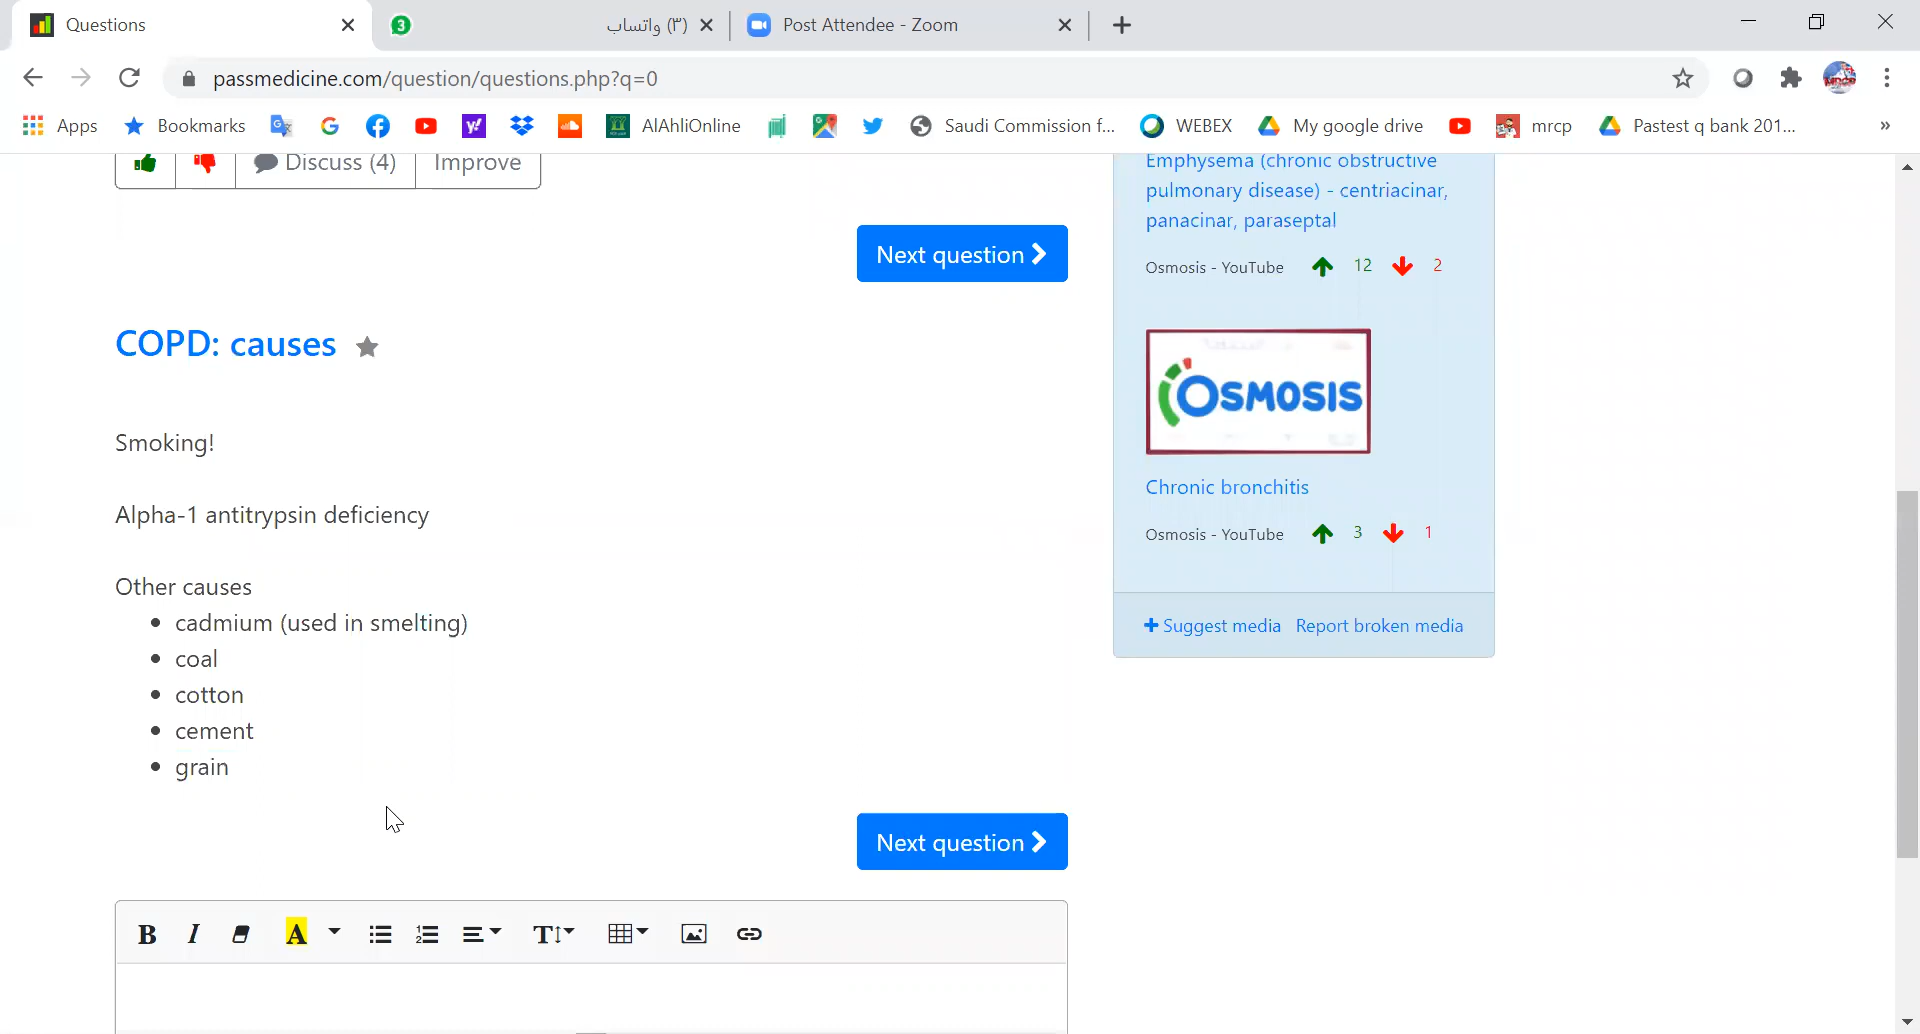 Questions
3
(٣) واتساب
Post Attendee - Zoom
passmedicine.com/question/questions.php?q=0
Apps
Bookmarks
AlAhliOnline
Saudi Commission f...
WEBEX
My google drive
mrcp
Pastest q bank 201...
»
Discuss (4)
Improve
Next question
COPD: causes
Smoking!
Alpha-1 antitrypsin deficiency
Other causes
• cadmium (used in smelting)
• coal
• cotton
• cement
• grain
Next question
B I A T
Emphysema (chronic obstructive
pulmonary disease) - centriacinar,
panacinar, paraseptal
Osmosis - YouTube 12 2
OSMOSIS
Chronic bronchitis
Osmosis - YouTube 3 1
+ Suggest media Report broken media